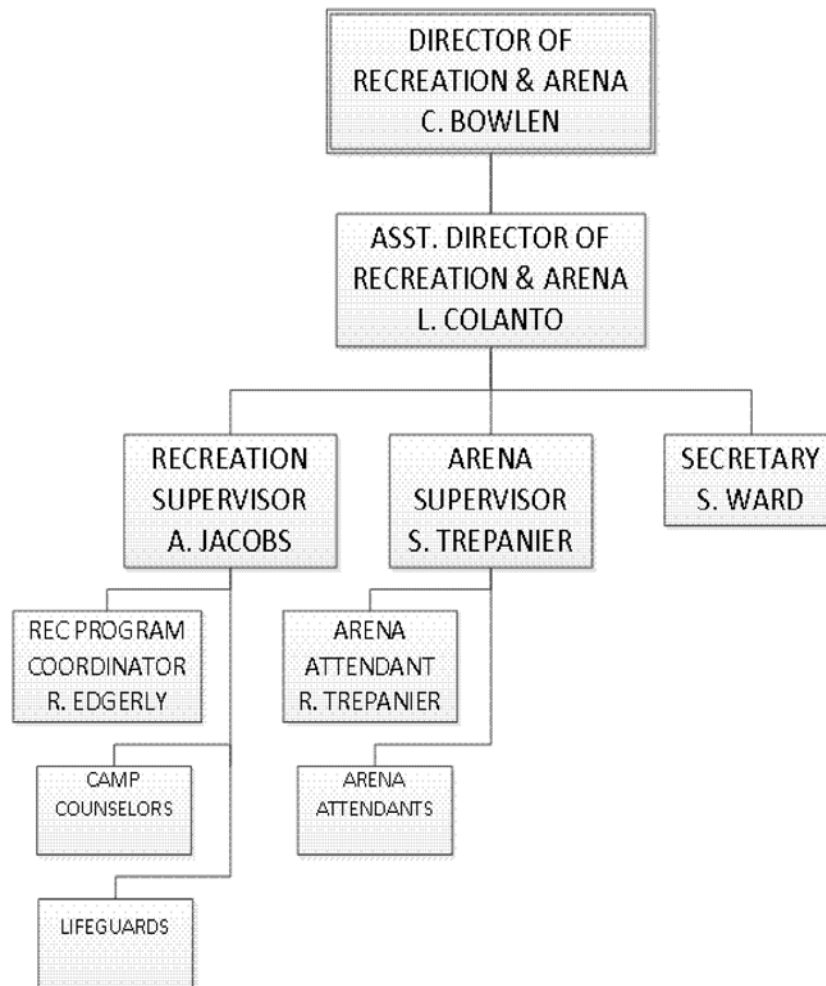 DIRECTOR OF
RECREATION & ARENA
C. BOWLEN
ASST. DIRECTOR OF
RECREATION & ARENA
L. COLANTO
RECREATION
SUPERVISOR
A. JACOBS
ARENA
SUPERVISOR
S. TREPANIER
SECRETARY
S. WARD
REC PROGRAM
COORDINATOR
R. EDGERLY
ARENA
ATTENDANT
R. TREPANIER
CAMP
COUNSELORS
ARENA
ATTENDANTS
LIFEGUARDS